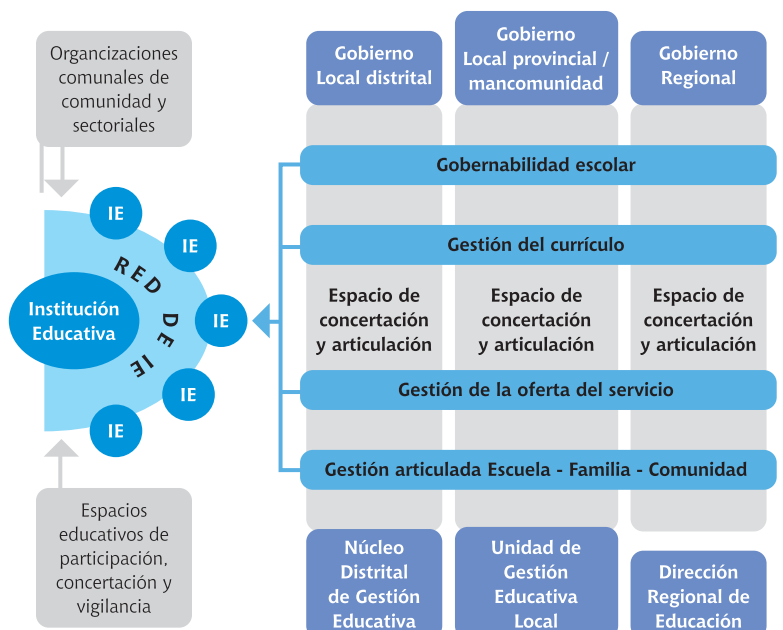 Organizaciones
comunales de
comunidad y
sectoriales
Gobierno
Local distrital
Gobierno
Local provincial /
mancomunidad
Gobierno
Regional
Gobernabilidad escolar
Gestión del currículo
Espacio de
concertación
y articulación
Espacio de
concertación
y articulación
Espacio de
concertación
y articulación
Gestión de la oferta del servicio
Gestión articulada Escuela - Familia - Comunidad
IE
IE
IE
IE
IE
RED DE IE
Institución
Educativa
Espacios
educativos de
participación,
concertación y
vigilancia
Núcleo
Distrital
de Gestión
Educativa
Unidad de
Gestión
Educativa
Local
Dirección
Regional de
Educación